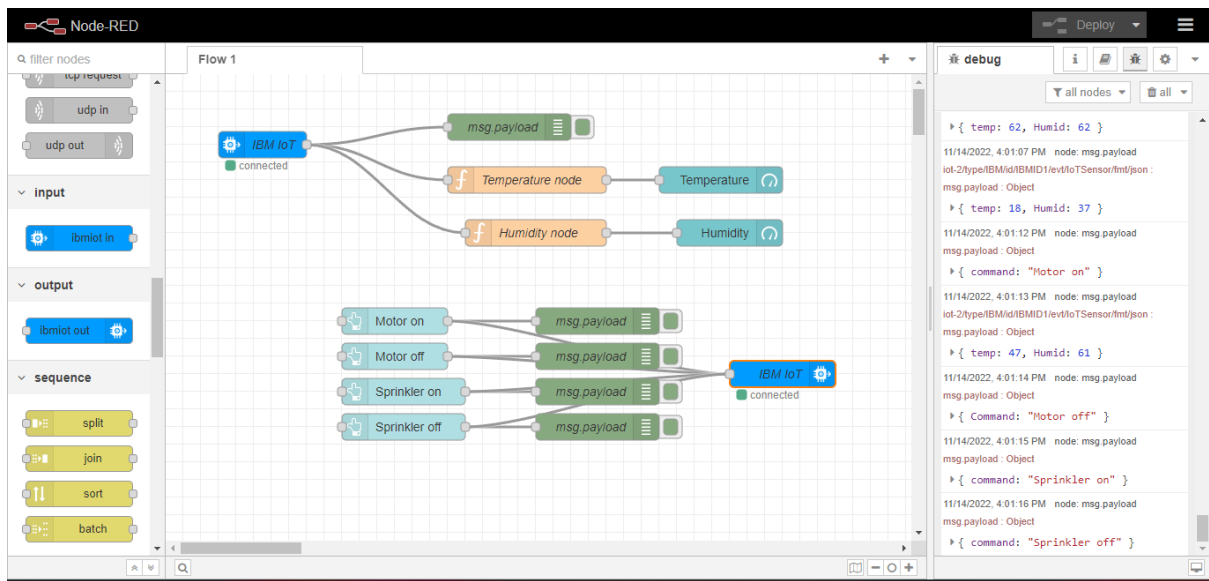 Node-RED
Deploy
filter nodes
tcp request
udp in
udp out
input
ibmiot in
output
ibmiot out
sequence
split
join
sort
batch
Flow 1
IBM IoT
connected
msg.payload
Temperature node
Temperature
Humidity node
Humidity
Motor on
msg.payload
Motor off
msg.payload
Sprinkler on
msg.payload
Sprinkler off
msg.payload
IBM IoT
connected
debug
i
all nodes
all
{ temp: 62, Humid: 62 }
11/14/2022, 4:01:07 PM node: msg.payload
iot-2/type/IBM/id/IBMID1/evt/IoTSensor/fmt/json :
msg.payload : Object
{ temp: 18, Humid: 37 }
11/14/2022, 4:01:12 PM node: msg.payload
msg.payload : Object
{ command: "Motor on" }
11/14/2022, 4:01:13 PM node: msg.payload
iot-2/type/IBM/id/IBMID1/evt/IoTSensor/fmt/json :
msg.payload : Object
{ temp: 47, Humid: 61 }
11/14/2022, 4:01:14 PM node: msg.payload
msg.payload : Object
{ Command: "Motor off" }
11/14/2022, 4:01:15 PM node: msg.payload
msg.payload : Object
{ command: "Sprinkler on" }
11/14/2022, 4:01:16 PM node: msg.payload
msg.payload : Object
{ command: "Sprinkler off" }